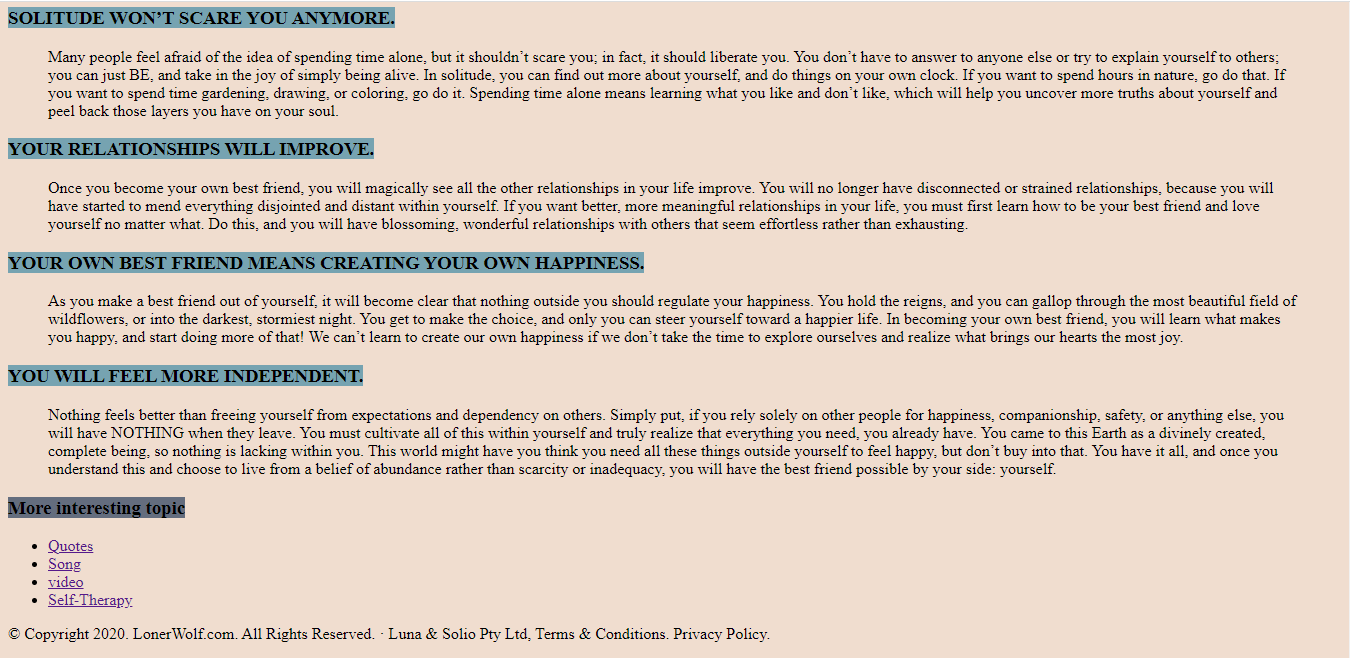 SOLITUDE WON’T SCARE YOU ANYMORE.
Many people feel afraid of the idea of spending time alone, but it shouldn’t scare you; in fact, it should liberate you. You don’t have to answer to anyone else or try to explain yourself to others;
you can just BE, and take in the joy of simply being alive. In solitude, you can find out more about yourself, and do things on your own clock. If you want to spend hours in nature, go do that. If
you want to spend time gardening, drawing, or coloring, go do it. Spending time alone means learning what you like and don’t like, which will help you uncover more truths about yourself and
peel back those layers you have on your soul.
YOUR RELATIONSHIPS WILL IMPROVE.
Once you become your own best friend, you will magically see all the other relationships in your life improve. You will no longer have disconnected or strained relationships, because you will
have started to mend everything disjointed and distant within yourself. If you want better, more meaningful relationships in your life, you must first learn how to be your best friend and love
yourself no matter what. Do this, and you will have blossoming, wonderful relationships with others that seem effortless rather than exhausting.
YOUR OWN BEST FRIEND MEANS CREATING YOUR OWN HAPPINESS.
As you make a best friend out of yourself, it will become clear that nothing outside you should regulate your happiness. You hold the reigns, and you can gallop through the most beautiful field of
wildflowers, or into the darkest, stormiest night. You get to make the choice, and only you can steer yourself toward a happier life. In becoming your own best friend, you will learn what makes
you happy, and start doing more of that! We can’t learn to create our own happiness if we don’t take the time to explore ourselves and realize what brings our hearts the most joy.
YOU WILL FEEL MORE INDEPENDENT.
Nothing feels better than freeing yourself from expectations and dependency on others. Simply put, if you rely solely on other people for happiness, companionship, safety, or anything else, you
will have NOTHING when they leave. You must cultivate all of this within yourself and truly realize that everything you need, you already have. You came to this Earth as a divinely created,
complete being, so nothing is lacking within you. This world might have you think you need all these things outside yourself to feel happy, but don’t buy into that. You have it all, and once you
understand this and choose to live from a belief of abundance rather than scarcity or inadequacy, you will have the best friend possible by your side: yourself.
More interesting topic
• Quotes
• Song
• video
• Self-Therapy
© Copyright 2020. LonerWolf.com. All Rights Reserved. · Luna & Solio Pty Ltd, Terms & Conditions. Privacy Policy.